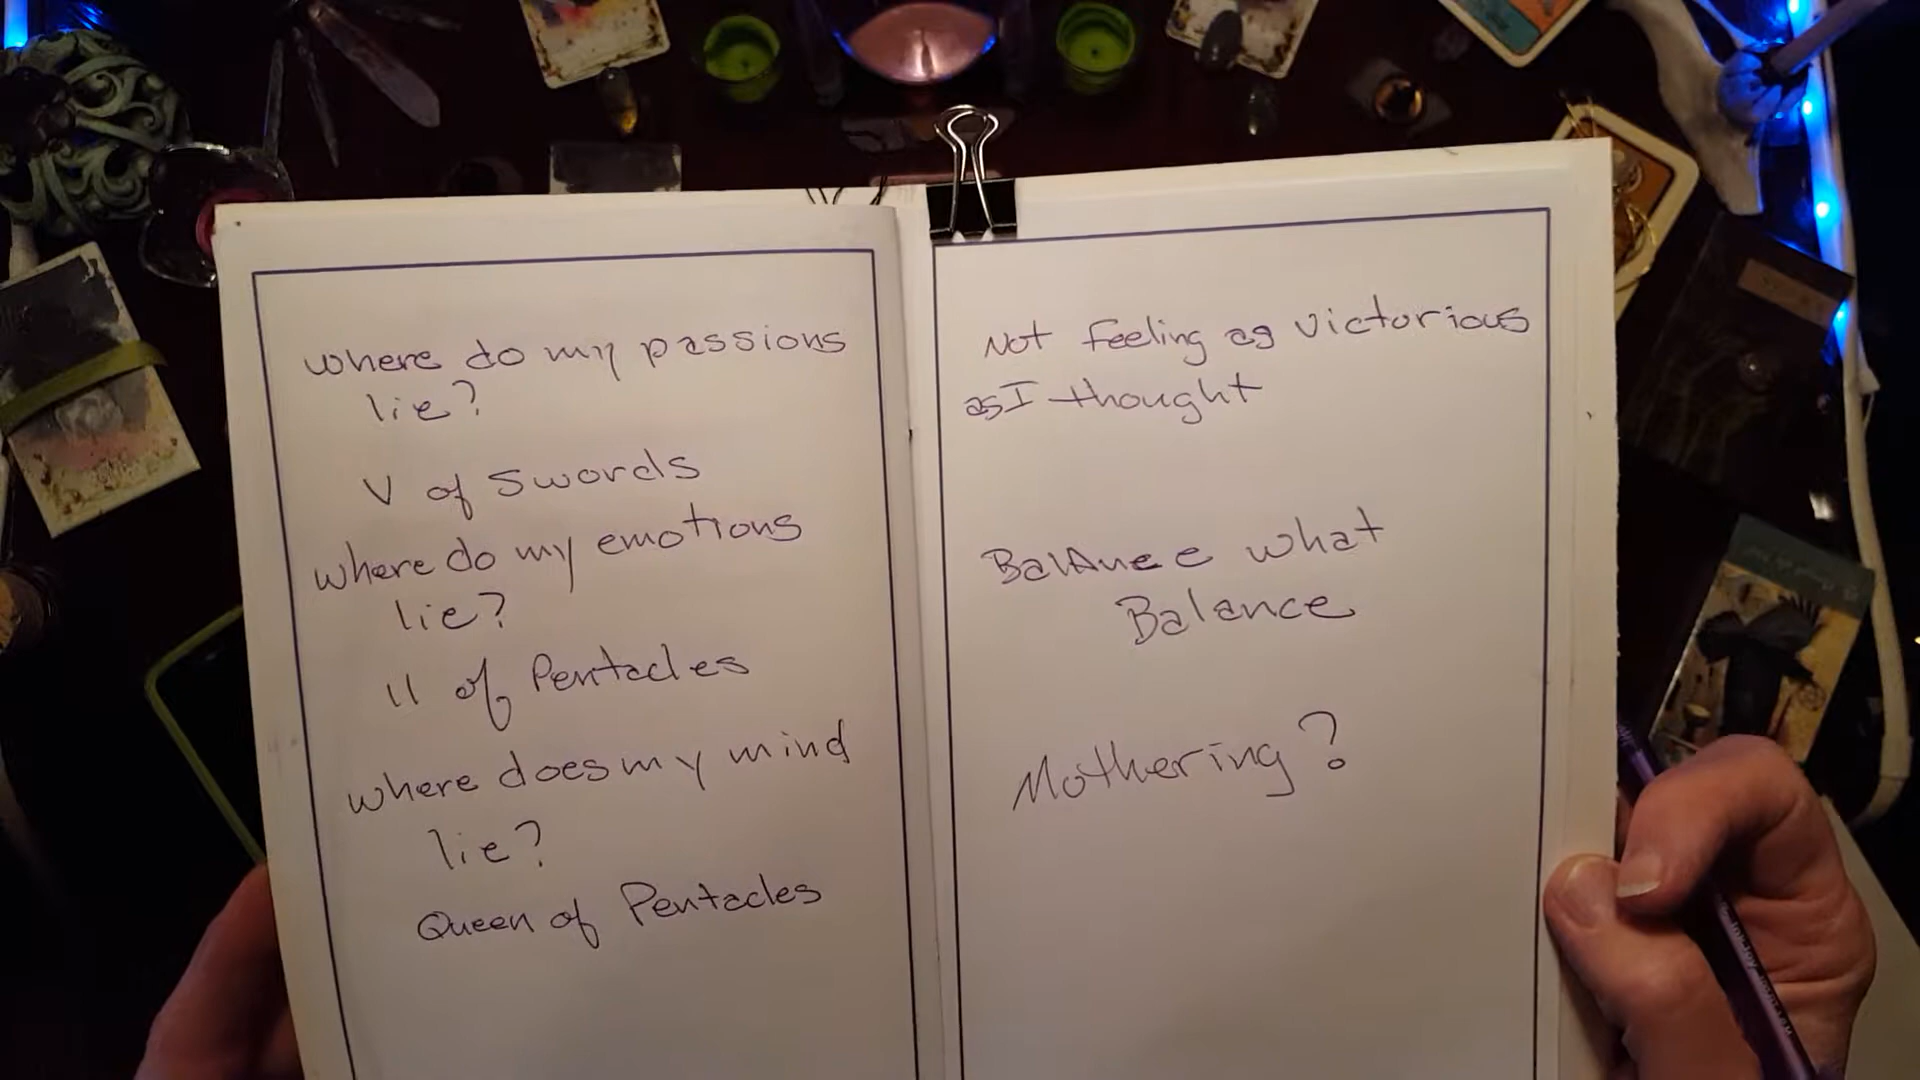 where do my passions
lie?
V of Swords
where do my emotions
lie?
II of Pentacles
where does my mind
lie?
Queen of Pentacles
Not feeling as victorious
as I thought
Balance what
Balance
Mothering?